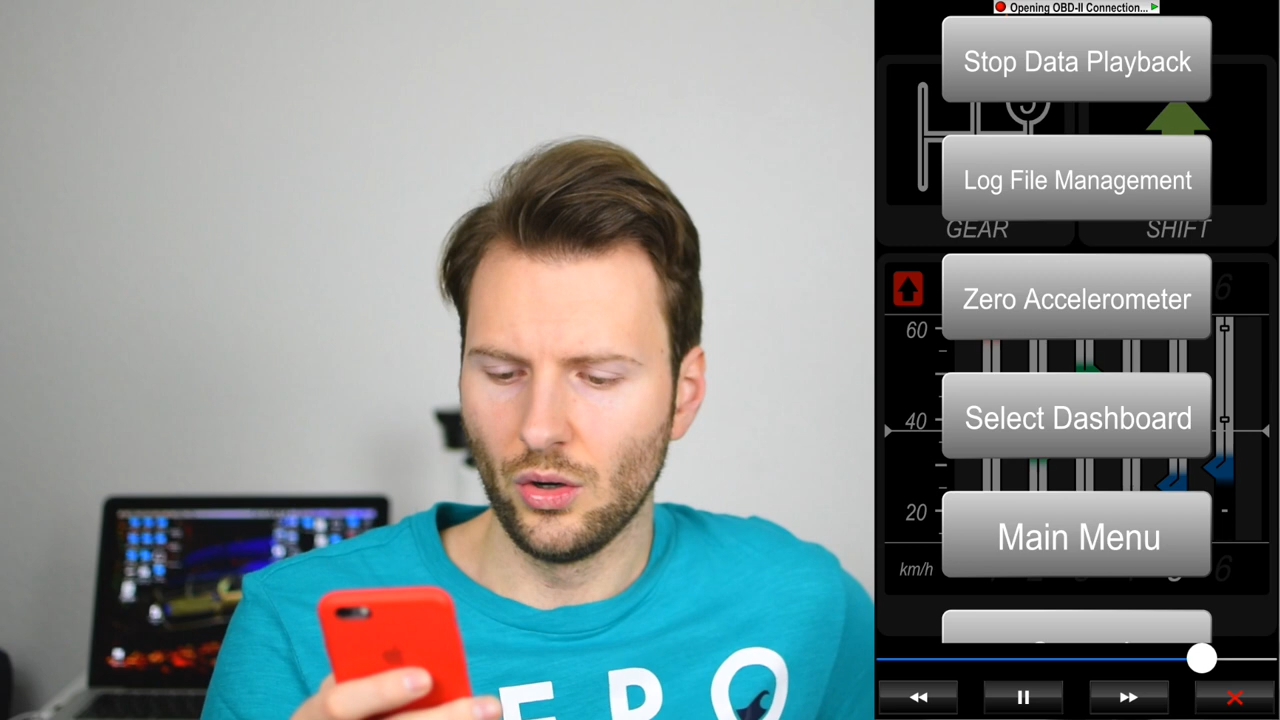 Opening OBD-II Connection...
Stop Data Playback
Log File Management
GEAR
SHIFT
Zero Accelerometer
60
Select Dashboard
40
20
Main Menu
km/h
6